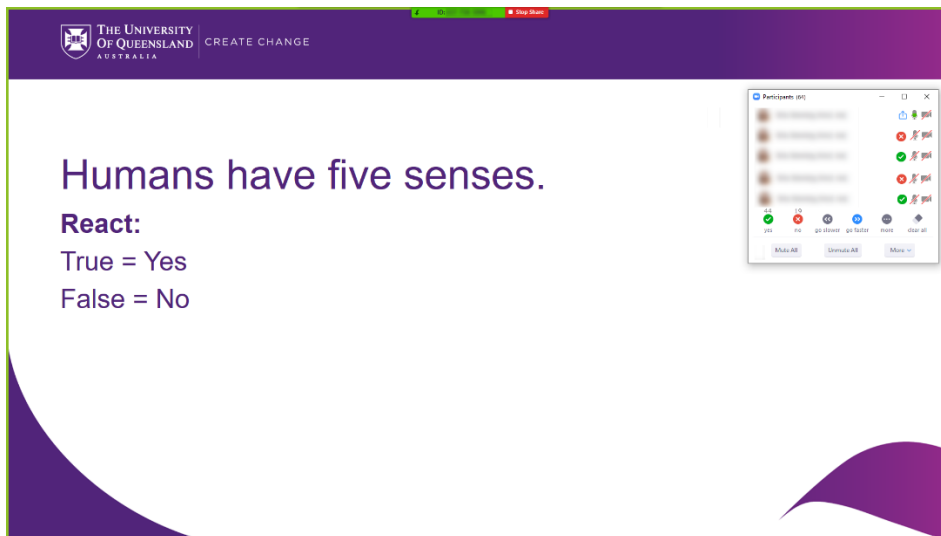 ID:
Stop Share
THE UNIVERSITY
OF QUEENSLAND
AUSTRALIA
CREATE CHANGE
Participants (64)
Humans have five senses.
React:
True = Yes
False = No
44 19
yes no go slower go faster more clear all
Mute All Unmute All More